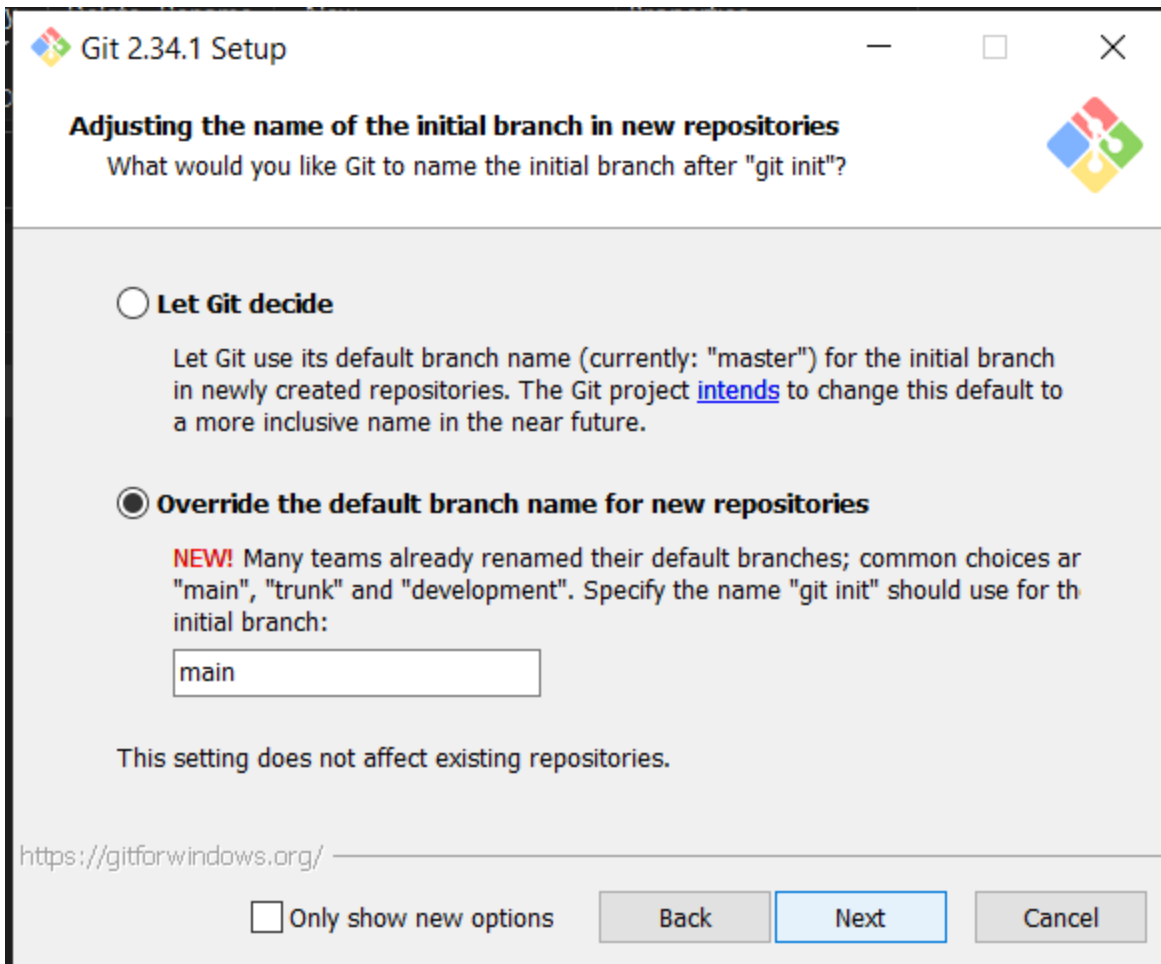 Git 2.34.1 Setup
Adjusting the name of the initial branch in new repositories
What would you like Git to name the initial branch after "git init"?
Let Git decide
Let Git use its default branch name (currently: "master") for the initial branch
in newly created repositories. The Git project intends to change this default to
a more inclusive name in the near future.
Override the default branch name for new repositories
NEW! Many teams already renamed their default branches; common choices ar
"main", "trunk" and "development". Specify the name "git init" should use for th
initial branch:
main
This setting does not affect existing repositories.
https://gitforwindows.org/
Only show new options
Back
Next
Cancel